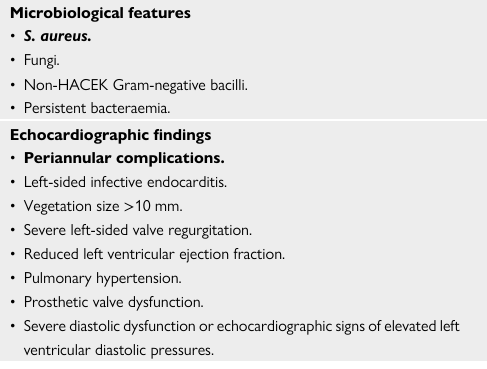 Microbiological features
• S. aureus.
• Fungi.
• Non-HACEK Gram-negative bacilli.
• Persistent bacteraemia.
Echocardiographic findings
• Periannular complications.
• Left-sided infective endocarditis.
• Vegetation size >10 mm.
• Severe left-sided valve regurgitation.
• Reduced left ventricular ejection fraction.
• Pulmonary hypertension.
• Prosthetic valve dysfunction.
• Severe diastolic dysfunction or echocardiographic signs of elevated left
ventricular diastolic pressures.